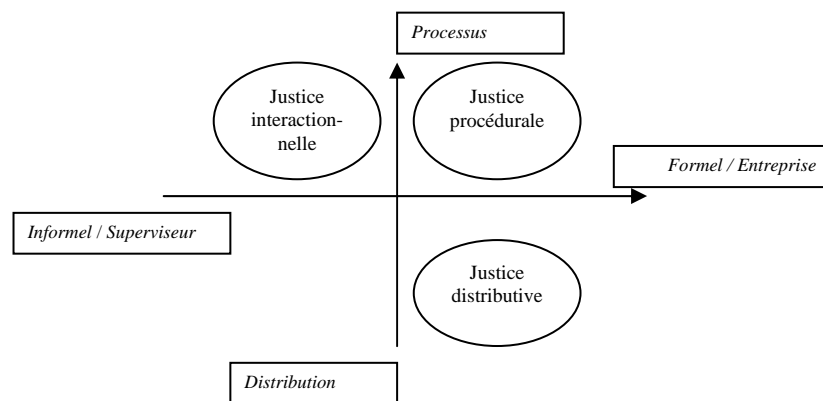 Processus
Justice
interaction-
nelle
Justice
procédurale
Formel / Entreprise
Informel / Superviseur
Justice
distributive
Distribution